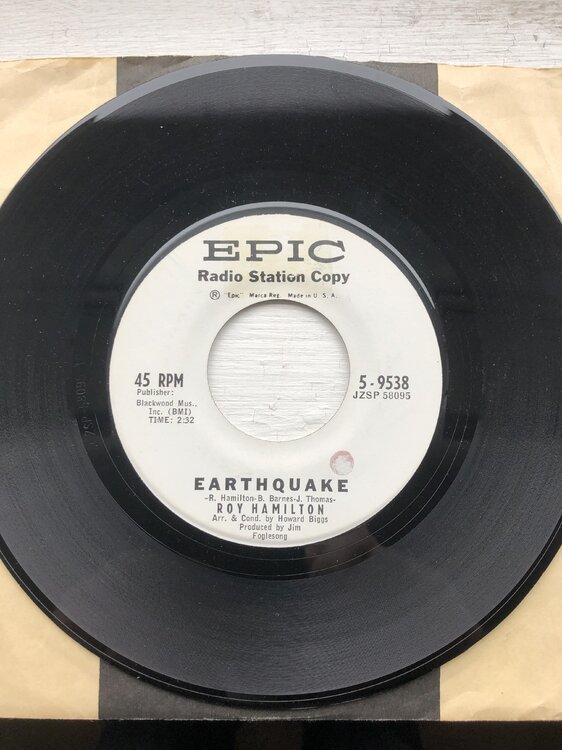 EPIC
Radio Station Copy
® "Epic" Marca Reg. Made in U. S. A.
45 RPM
Publisher:
Blackwood Mus.,
Inc. (BMI)
TIME: 2:32
5-9538
JZSP 58095
EARTHQUAKE
-R. Hamilton-B. Barnes-J. Thomas-
ROY HAMILTON
Arr. & Cond. by Howard Biggs
Produced by Jim
Foglesong